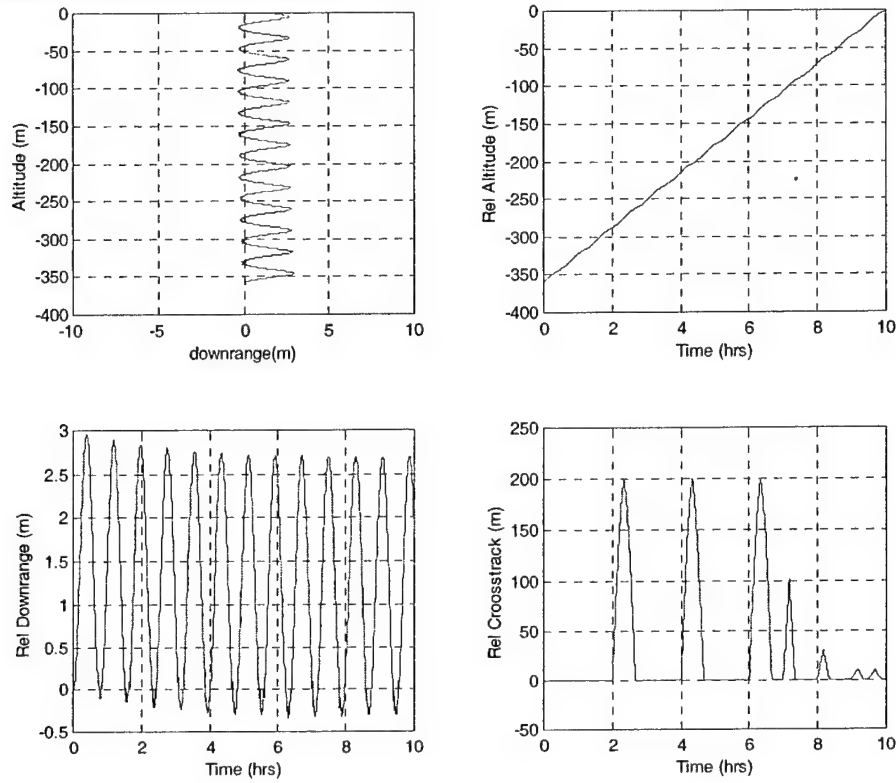 0
-50
-100
-150
-200
-250
-300
-350
-400
Altitude (m)
-10 -5 0 5 10
downrange(m)
0
-50
-100
-150
-200
-250
-300
-350
-400
Rel Altitude (m)
0 2 4 6 8 10
Time (hrs)
3
2.5
2
1.5
1
0.5
0
-0.5
Rel Downrange (m)
0 2 4 6 8 10
Time (hrs)
250
200
150
100
50
0
-50
Rel Croosstrack (m)
0 2 4 6 8 10
Time (hrs)